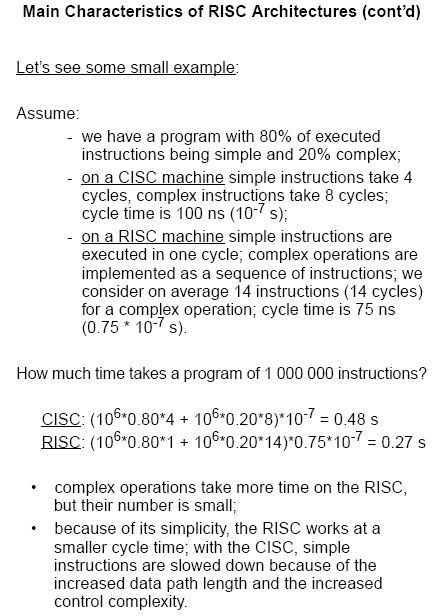 Main Characteristics of RISC Architectures (cont'd)
Let's see some small example:
Assume:
- we have a program with 80% of executed
instructions being simple and 20% complex;
- on a CISC machine simple instructions take 4
cycles, complex instructions take 8 cycles;
cycle time is 100 ns (10⁻⁷ s);
- on a RISC machine simple instructions are
executed in one cycle; complex operations are
implemented as a sequence of instructions; we
consider on average 14 instructions (14 cycles)
for a complex operation; cycle time is 75 ns
(0.75 * 10⁻⁷ s).
How much time takes a program of 1 000 000 instructions?
CISC: (10⁶*0.80*4 + 10⁶*0.20*8)*10⁻⁷ = 0.48 s
RISC: (10⁶*0.80*1 + 10⁶*0.20*14)*0.75*10⁻⁷ = 0.27 s
• complex operations take more time on the RISC,
but their number is small;
• because of its simplicity, the RISC works at a
smaller cycle time; with the CISC, simple
instructions are slowed down because of the
increased data path length and the increased
control complexity.